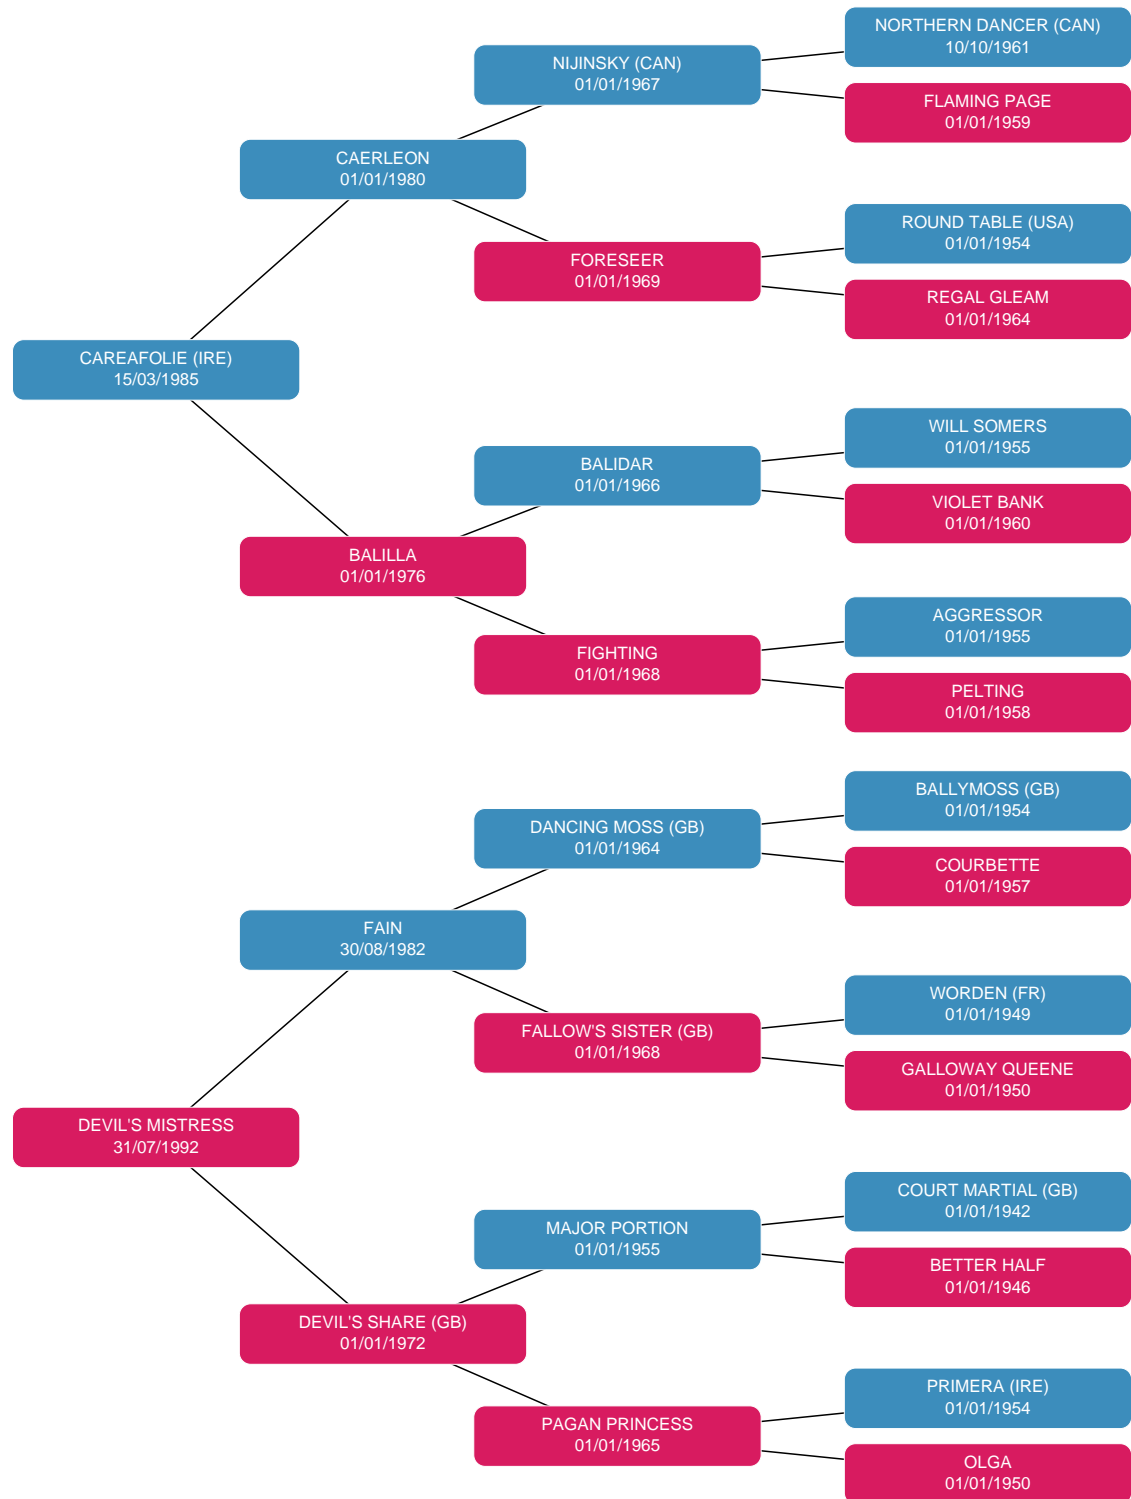 NORTHERN DANCER (CAN)
10/10/1961
NIJINSKY (CAN)
01/01/1967
FLAMING PAGE
01/01/1959
CAERLEON
01/01/1980
ROUND TABLE (USA)
01/01/1954
FORESEER
01/01/1969
REGAL GLEAM
01/01/1964
CAREAFOLIE (IRE)
15/03/1985
WILL SOMERS
01/01/1955
BALIDAR
01/01/1966
VIOLET BANK
01/01/1960
BALILLA
01/01/1976
AGGRESSOR
01/01/1955
FIGHTING
01/01/1968
PELTING
01/01/1958
BALLYMOSS (GB)
01/01/1954
DANCING MOSS (GB)
01/01/1964
COURBETTE
01/01/1957
FAIN
30/08/1982
WORDEN (FR)
01/01/1949
FALLOW'S SISTER (GB)
01/01/1968
GALLOWAY QUEENE
01/01/1950
DEVIL'S MISTRESS
31/07/1992
COURT MARTIAL (GB)
01/01/1942
MAJOR PORTION
01/01/1955
BETTER HALF
01/01/1946
DEVIL'S SHARE (GB)
01/01/1972
PRIMERA (IRE)
01/01/1954
PAGAN PRINCESS
01/01/1965
OLGA
01/01/1950